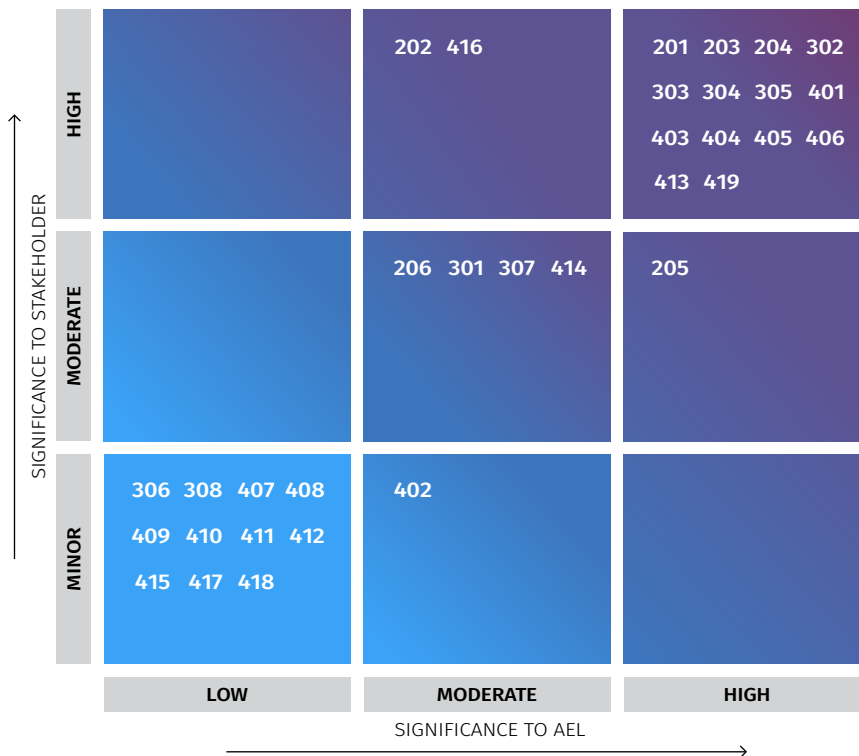 SIGNIFICANCE TO STAKEHOLDER
HIGH
202 416
201 203 204 302
303 304 305 401
403 404 405 406
413 419
MODERATE
206 301 307 414
205
MINOR
306 308 407 408
409 410 411 412
415 417 418
402
LOW
MODERATE
HIGH
SIGNIFICANCE TO AEL